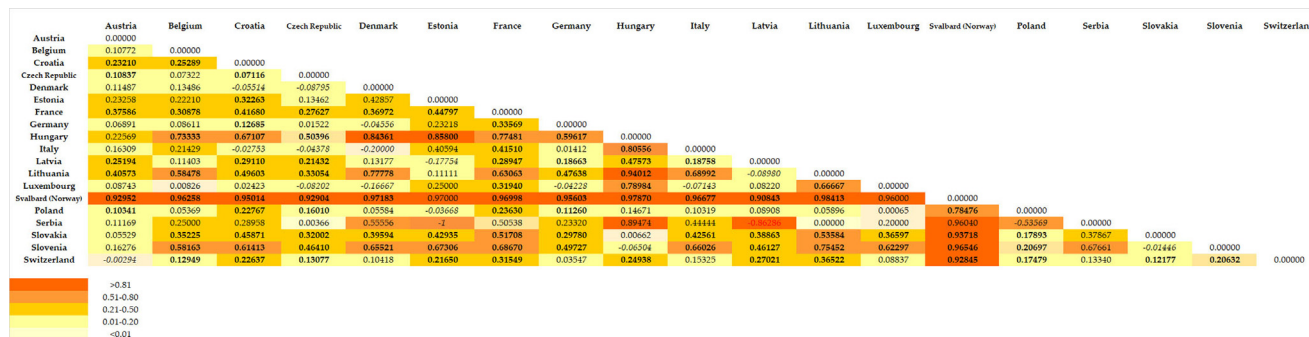 Austria Belgium Croatia Czech Republic Denmark Estonia France Germany Hungary Italy Latvia Lithuania Luxembourg Svalbard (Norway) Poland Serbia Slovakia Slovenia Switzerlan
Austria 0.00000
Belgium 0.10772 0.00000
Croatia 0.23210 0.25289 0.00000
Czech Republic 0.10837 0.07322 0.07116 0.00000
Denmark 0.11487 0.13486 -0.05514 -0.08795 0.00000
Estonia 0.23258 0.22210 0.32263 0.13462 0.42857 0.00000
France 0.37586 0.30878 0.41680 0.27627 0.36972 0.44797 0.00000
Germany 0.06891 0.08611 0.12685 0.01522 -0.04556 0.23218 0.33569 0.00000
Hungary 0.22569 0.73333 0.67107 0.50396 0.84361 0.85800 0.77481 0.59617 0.00000
Italy 0.16309 0.21429 -0.02733 -0.04378 -0.20000 0.40594 0.41510 0.01412 0.80556 0.00000
Latvia 0.25194 0.11403 0.29110 0.21432 0.13177 -0.17754 0.28947 0.18663 0.47573 0.18758 0.00000
Lithuania 0.40573 0.58478 0.49603 0.33054 0.77778 0.11111 0.63063 0.47638 0.94012 0.68992 -0.08980 0.00000
Luxembourg 0.08743 0.00826 0.02423 -0.08202 -0.16667 0.25000 0.31940 -0.04228 0.78984 -0.07143 0.08220 0.66667 0.00000
Svalbard (Norway) 0.92952 0.96258 0.95014 0.92904 0.97183 0.97000 0.96998 0.95603 0.97870 0.96677 0.90843 0.98413 0.96000 0.00000
Poland 0.10341 0.05369 0.22767 0.16010 0.05584 -0.03668 0.23630 0.11260 0.14671 0.10319 0.08908 0.05896 0.00065 0.78476 0.00000
Serbia 0.11169 0.25000 0.28958 0.00366 0.55556 -1 0.50538 0.23320 0.89474 0.44444 0.00000 0.20000 0.96040 -0.53569 0.00000
Slovakia 0.05529 0.35225 0.45871 0.32002 0.39594 0.42935 0.51708 0.29780 0.00662 0.42561 0.38863 0.53584 0.36597 0.93718 0.17893 0.37867 0.00000
Slovenia 0.16276 0.58163 0.61413 0.46410 0.65521 0.67306 0.68670 0.49727 -0.06504 0.66026 0.46127 0.75452 0.62297 0.96546 0.20697 0.67661 -0.01446 0.00000
Switzerland -0.00294 0.12949 0.22637 0.13077 0.10418 0.21650 0.31549 0.03547 0.24938 0.15325 0.27021 0.36522 0.08837 0.92845 0.17479 0.13340 0.12177 0.20632 0.00000
>0.81
0.51-0.80
0.21-0.50
0.01-0.20
<0.01